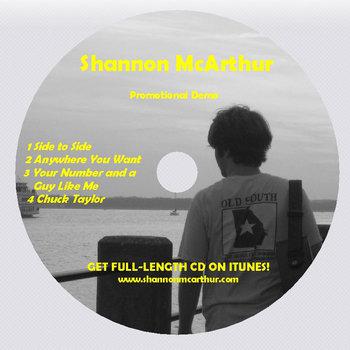 Shannon McArthur
Promotional Demo
1 Side to Side
2 Anywhere You Want
3 Your Number and a
Guy Like Me
4 Chuck Taylor
OLD SOUTH
GET FULL-LENGTH CD ON ITUNES!
www.shannonmcarthur.com